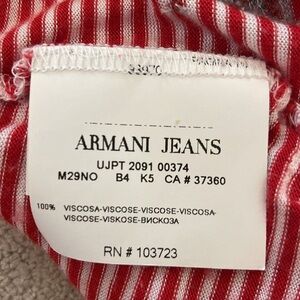 ARMANI JEANS
UJPT 2091 00374
M29NO B4 K5 CA # 37360
100% VISCOSA-VISCOSE-VISCOSE-VISCOSA-
VISCOSE-VISKOSE-ВИСКОЗА
RN # 103723